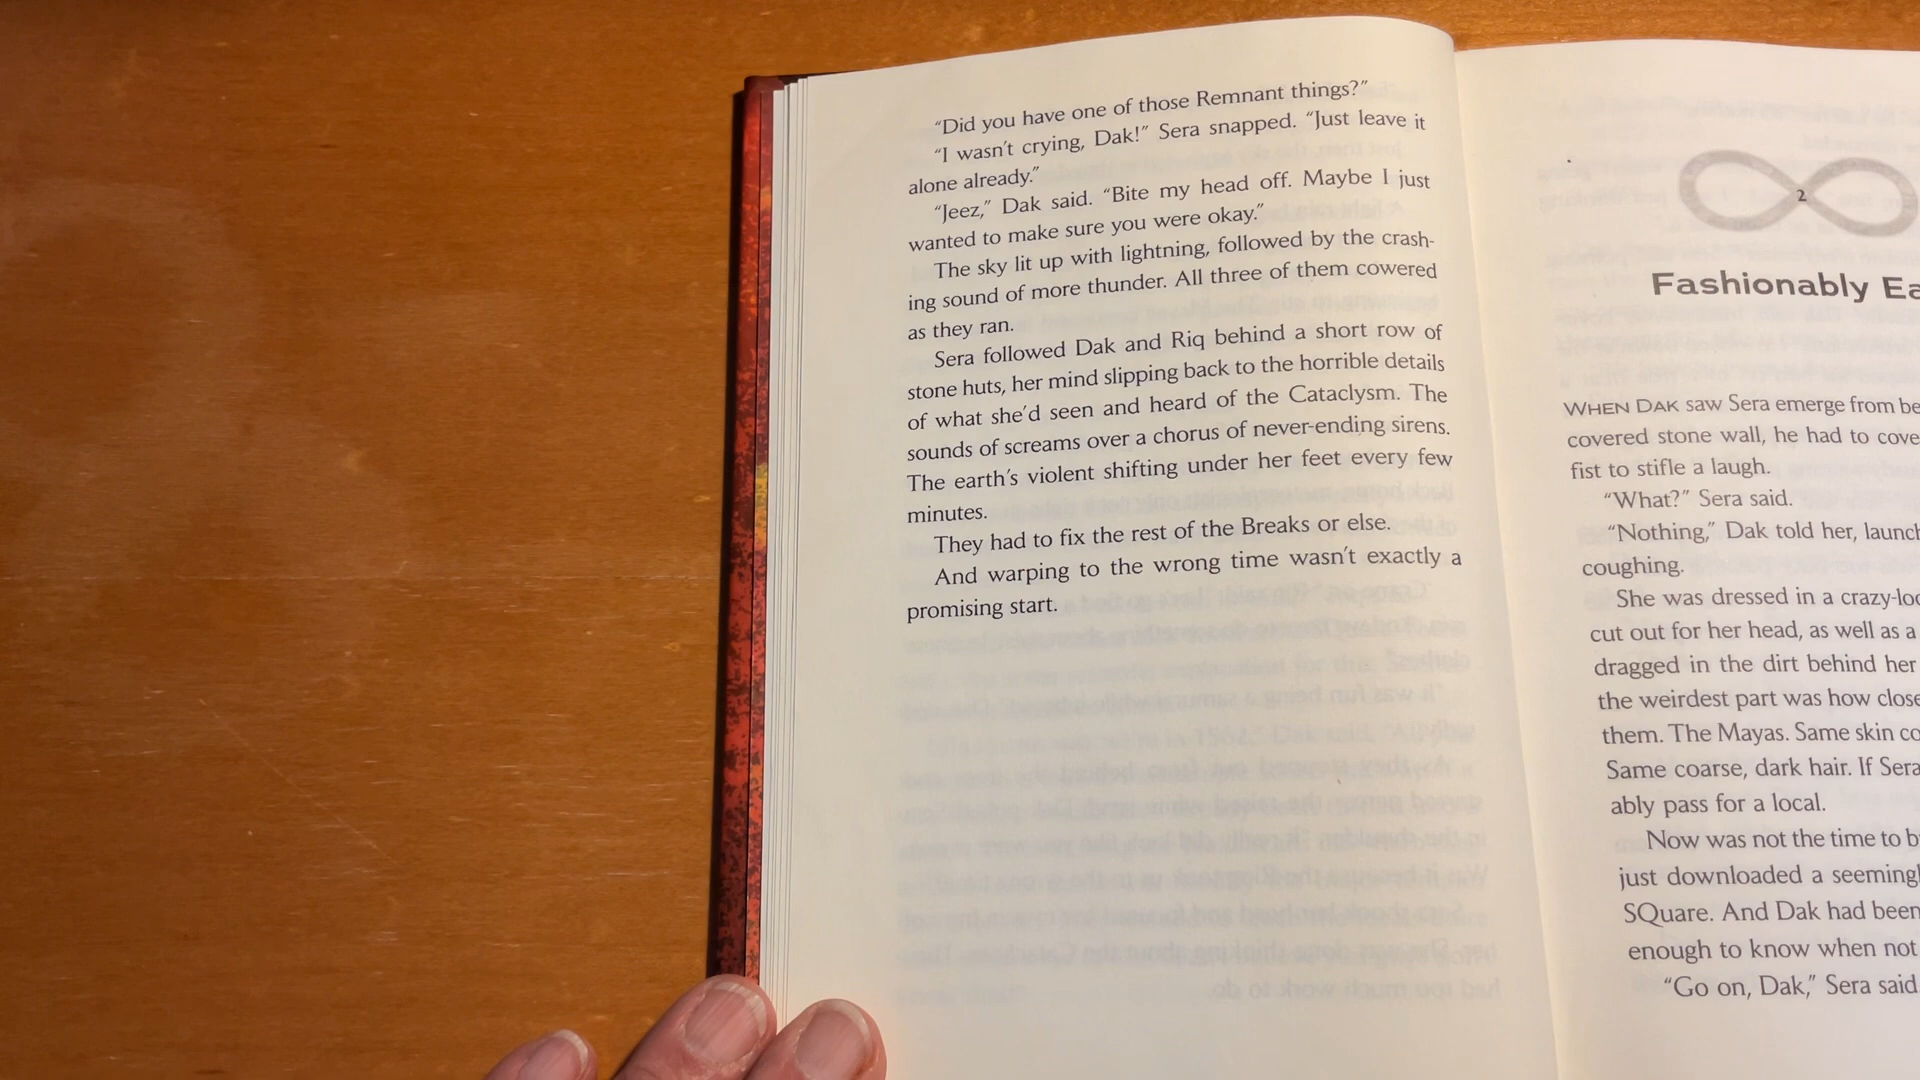 “Did you have one of those Remnant things?”
“I wasn’t crying, Dak!” Sera snapped. “Just leave it
alone already.”
“Jeez,” Dak said. “Bite my head off. Maybe I just
wanted to make sure you were okay.”
The sky lit up with lightning, followed by the crash-
ing sound of more thunder. All three of them cowered
as they ran.
Sera followed Dak and Riq behind a short row of
stone huts, her mind slipping back to the horrible details
of what she’d seen and heard of the Cataclysm. The
sounds of screams over a chorus of never-ending sirens.
The earth’s violent shifting under her feet every few
minutes.
They had to fix the rest of the Breaks or else.
And warping to the wrong time wasn’t exactly a
promising start.
2
Fashionably
WHEN DAK saw Sera emerge from
covered stone wall, he had to
fist to stifle a laugh.
“What?” Sera said.
“Nothing,” Dak told her,
coughing.
She was dressed in a
cut out for her head, as well as a
dragged in the dirt behind her
the weirdest part was how
them. The Mayas. Same skin
Same coarse, dark hair. If Sera
ably pass for a local.
Now was not the time to
just downloaded a
SQuare. And Dak had been
enough to know when not
“Go on, Dak,” Sera said